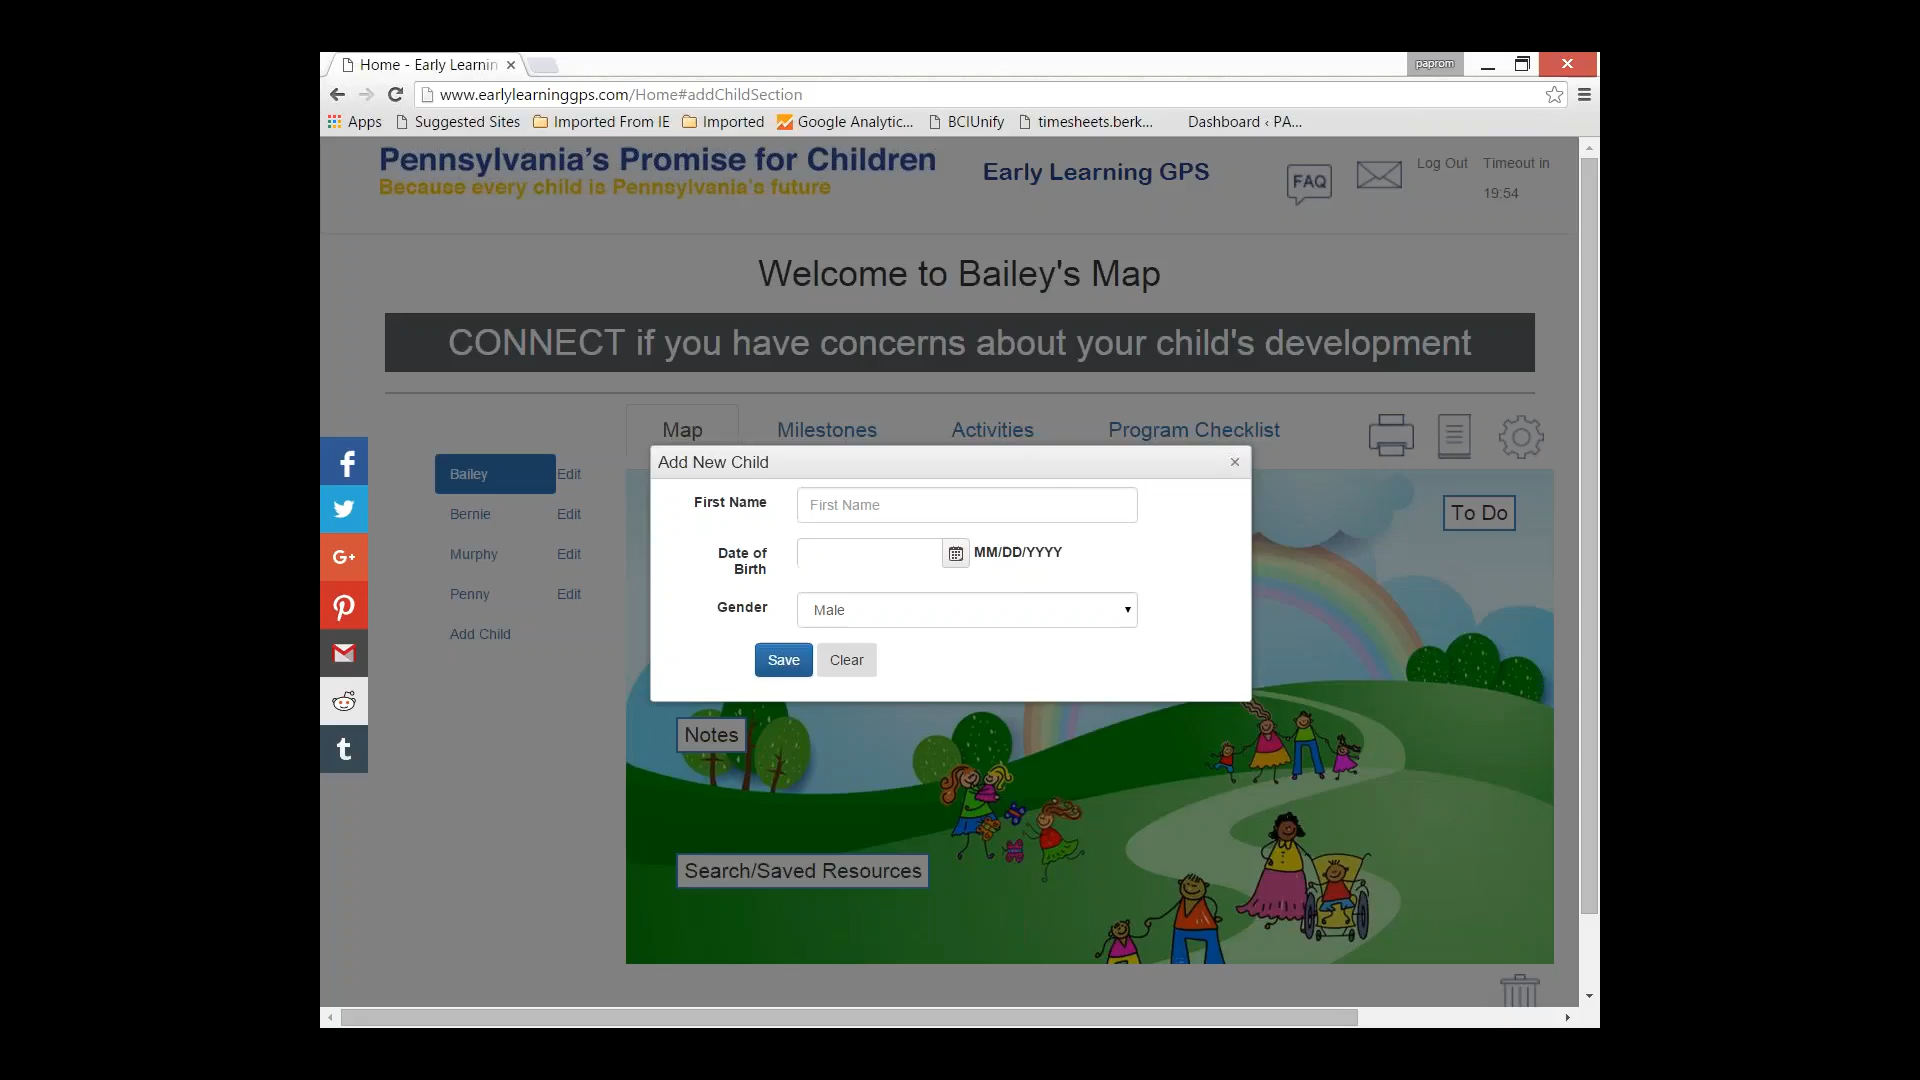 Home - Early Learnin
paprom
www.earlylearninggps.com/Home#addChildSection
Apps
Suggested Sites
Imported From IE
Imported
Google Analytic...
BCIUnify
timesheets.berk...
Dashboard ‹ PA...
Pennsylvania's Promise for Children
Because every child is Pennsylvania's future
Early Learning GPS
FAQ
Log Out
Timeout in
19:54
Welcome to Bailey's Map
CONNECT if you have concerns about your child's development
Map
Milestones
Activities
Program Checklist
Bailey
Edit
Bernie
Edit
Murphy
Edit
Penny
Edit
Add Child
Add New Child
First Name
First Name
Date of
Birth
MM/DD/YYYY
Gender
Male
Save
Clear
To Do
Notes
Search/Saved Resources